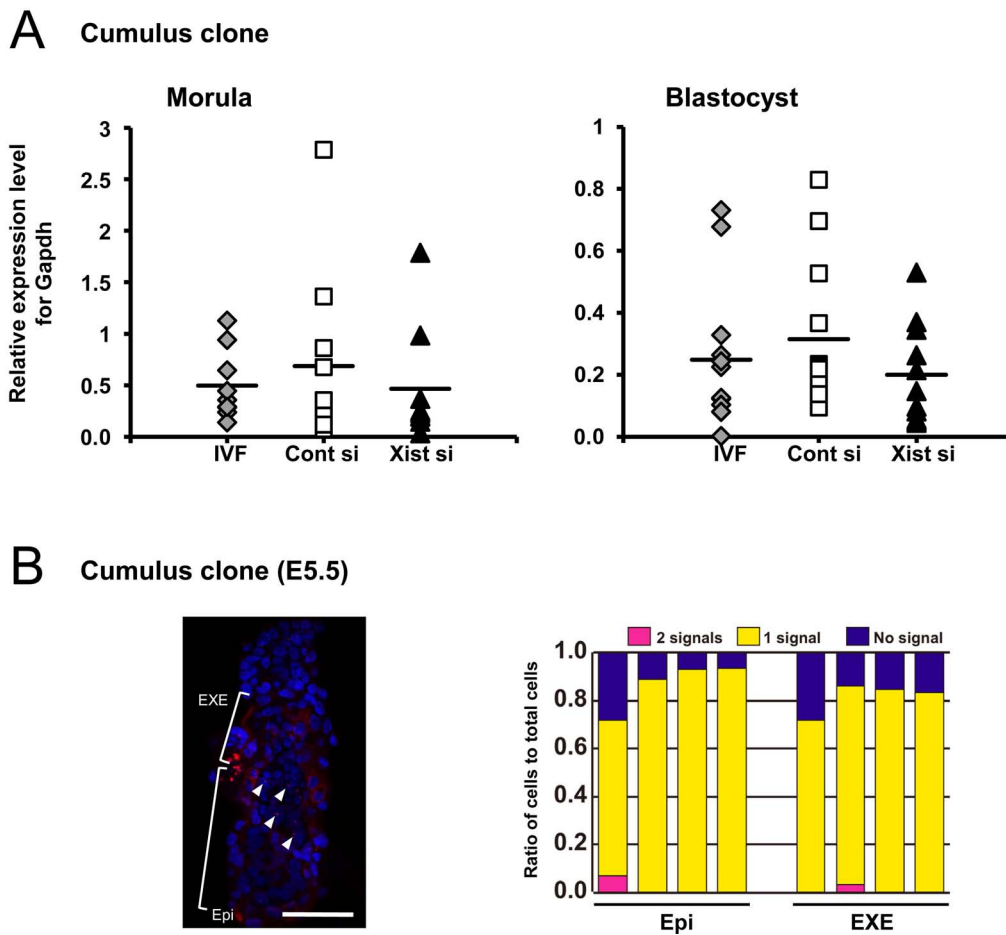 A Cumulus clone
Morula
Relative expression level
for Gapdh
3
2.5
2
1.5
1
0.5
0.0
IVF Cont si Xist si
Blastocyst
1
0.8
0.6
0.4
0.2
0.0
IVF Cont si Xist si
B Cumulus clone (E5.5)
EXE
Epi
2 signals 1 signal No signal
Ratio of cells to total cells
1.0
0.8
0.6
0.4
0.2
0.0
Epi EXE